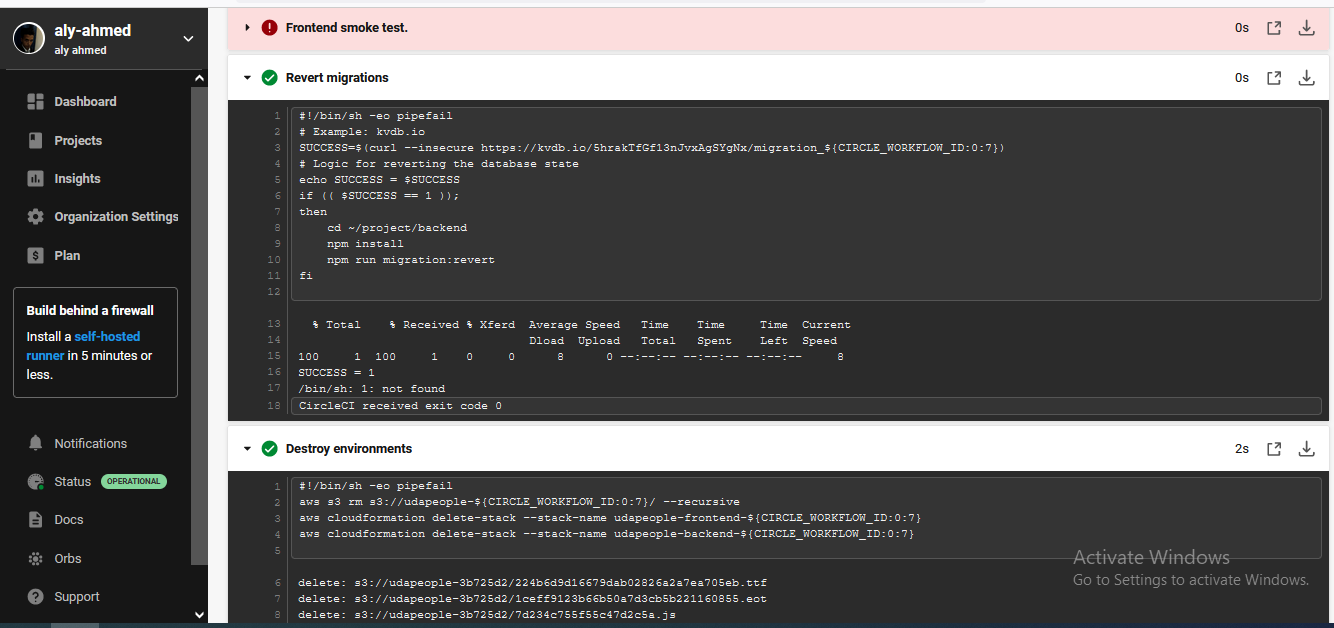 aly-ahmed
aly ahmed
Dashboard
Projects
Insights
Organization Settings
Plan
Build behind a firewall
Install a self-hosted
runner in 5 minutes or
less.
Notifications
Status OPERATIONAL
Docs
Orbs
Support
Frontend smoke test. 0s
Revert migrations 0s
1 #!/bin/sh -eo pipefail
2 # Example: kvdb.io
3 SUCCESS=$(curl --insecure https://kvdb.io/5hrakTfGf13nJvxAgSYgNx/migration_${CIRCLE_WORKFLOW_ID:0:7})
4 # Logic for reverting the database state
5 echo SUCCESS = $SUCCESS
6 if (( $SUCCESS == 1 ));
7 then
8 cd ~/project/backend
9 npm install
10 npm run migration:revert
11 fi
12
13 % Total % Received % Xferd Average Speed Time Time Time Current
14 Dload Upload Total Spent Left Speed
15 100 1 100 1 0 0 8 0 --:--:-- --:--:-- --:--:-- 8
16 SUCCESS = 1
17 /bin/sh: 1: not found
18 CircleCI received exit code 0
Destroy environments 2s
1 #!/bin/sh -eo pipefail
2 aws s3 rm s3://udapeople-${CIRCLE_WORKFLOW_ID:0:7}/ --recursive
3 aws cloudformation delete-stack --stack-name udapeople-frontend-${CIRCLE_WORKFLOW_ID:0:7}
4 aws cloudformation delete-stack --stack-name udapeople-backend-${CIRCLE_WORKFLOW_ID:0:7}
5
6 delete: s3://udapeople-3b725d2/224b6d9d16679dab02826a2a7ea705eb.ttf
7 delete: s3://udapeople-3b725d2/1ceff9123b66b50a7d3cb5b221160855.eot
8 delete: s3://udapeople-3b725d2/7d234c755f55c47d2c5a.js
Activate Windows
Go to Settings to activate Windows.